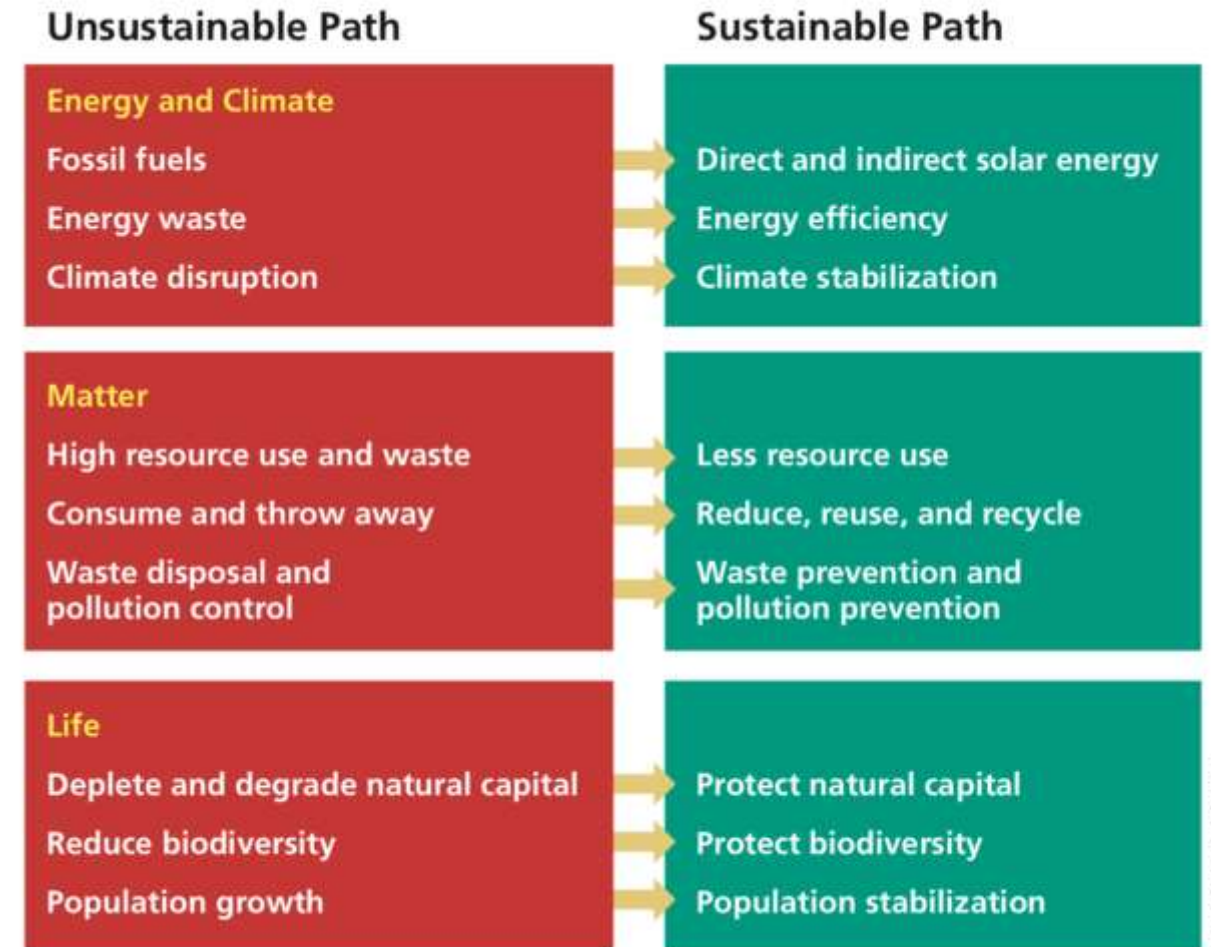 Unsustainable Path
Sustainable Path
Energy and Climate
Fossil fuels
Direct and indirect solar energy
Energy waste
Energy efficiency
Climate disruption
Climate stabilization
Matter
High resource use and waste
Less resource use
Consume and throw away
Reduce, reuse, and recycle
Waste disposal and
pollution control
Waste prevention and
pollution prevention
Life
Deplete and degrade natural capital
Protect natural capital
Reduce biodiversity
Protect biodiversity
Population growth
Population stabilization